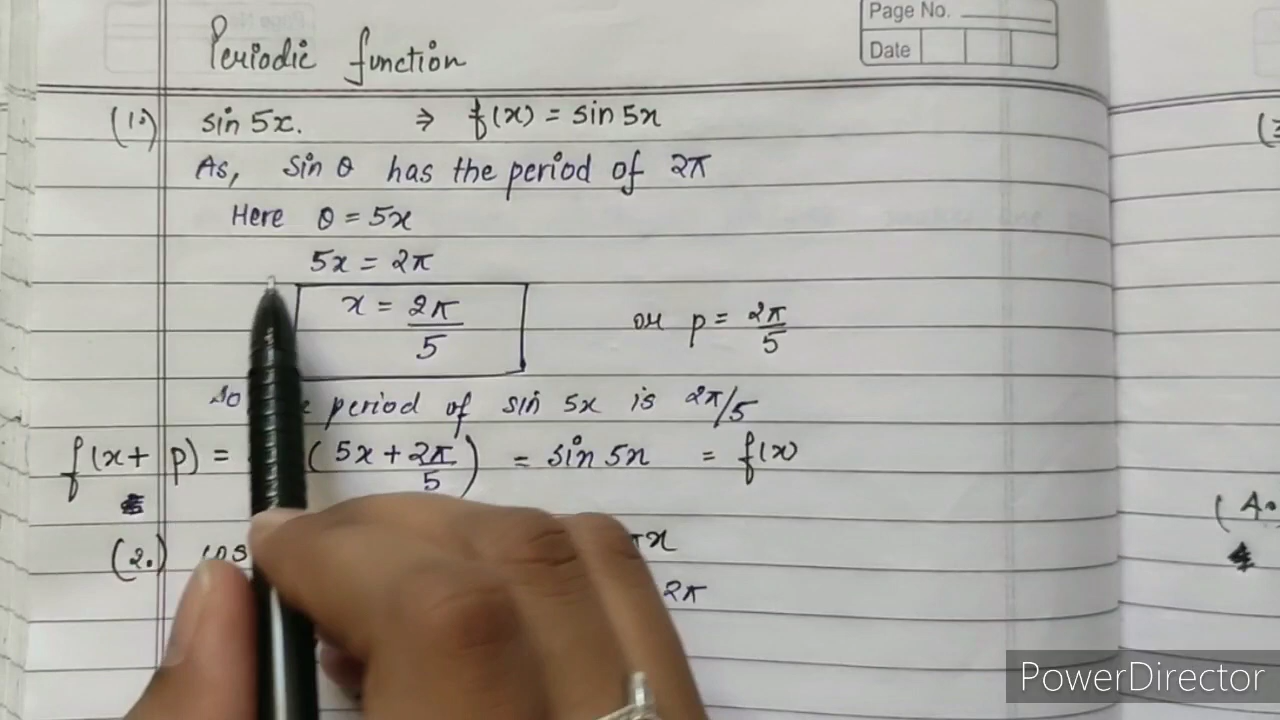 Page No.
Date
Periodic function
(1.) sin 5x. ⇒ f(x) = sin 5x
As, sin θ has the period of 2π
Here θ = 5x
5x = 2π
x = 2π/5 or p = 2π/5
so period of sin 5x is 2π/5
f(x+p) = (5x + 2π/5) = sin 5x = f(x)
(2.) cos x
2π
(A.
PowerDirector